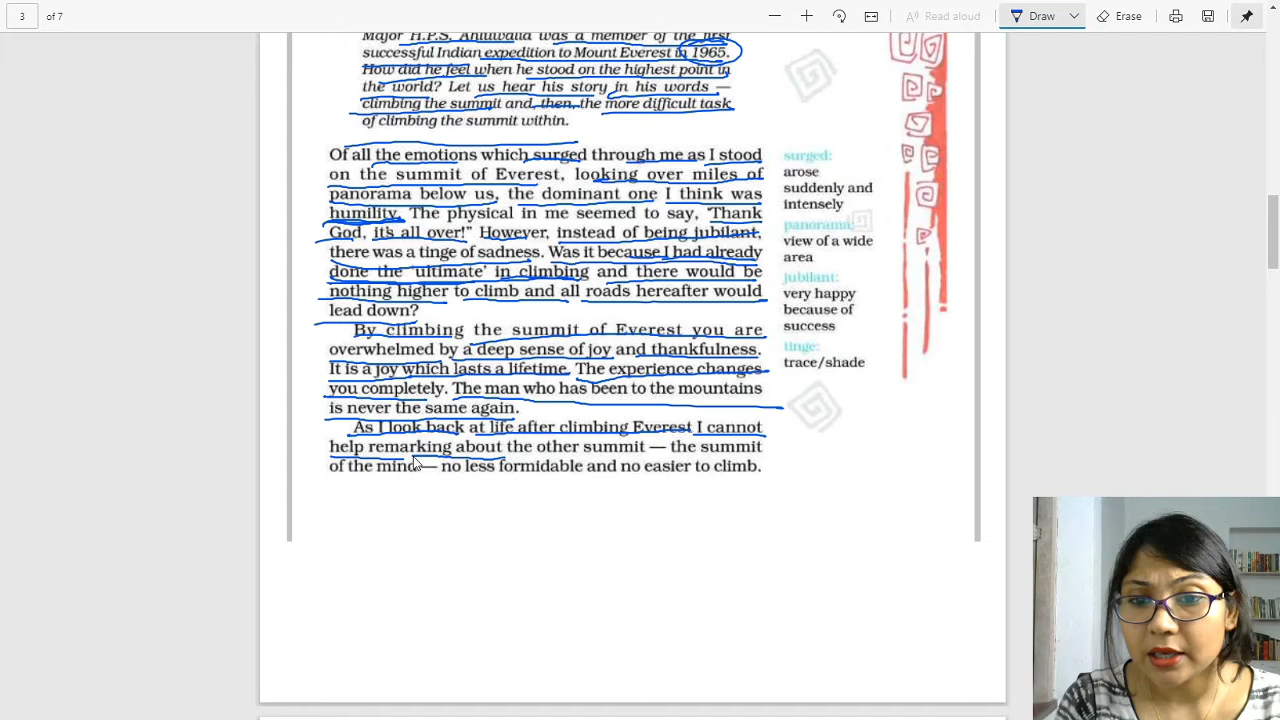 3 of 7
Read aloud
Draw
Erase
Major H.P.S. Ahluwalia was a member of the first
successful Indian expedition to Mount Everest in 1965.
How did he feel when he stood on the highest point in
the world? Let us hear his story in his words —
climbing the summit and, then, the more difficult task
of climbing the summit within.
Of all the emotions which surged through me as I stood
on the summit of Everest, looking over miles of
panorama below us, the dominant one I think was
humility. The physical in me seemed to say, ‘Thank
God, it’s all over!” However, instead of being jubilant,
there was a tinge of sadness. Was it because I had already
done the ‘ultimate’ in climbing and there would be
nothing higher to climb and all roads hereafter would
lead down?
By climbing the summit of Everest you are
overwhelmed by a deep sense of joy and thankfulness.
It is a joy which lasts a lifetime. The experience changes
you completely. The man who has been to the mountains
is never the same again.
As I look back at life after climbing Everest I cannot
help remarking about the other summit — the summit
of the mind — no less formidable and no easier to climb.
surged:
arose
suddenly and
intensely
panorama:
view of a wide
area
jubilant:
very happy
because of
success
tinge:
trace/shade